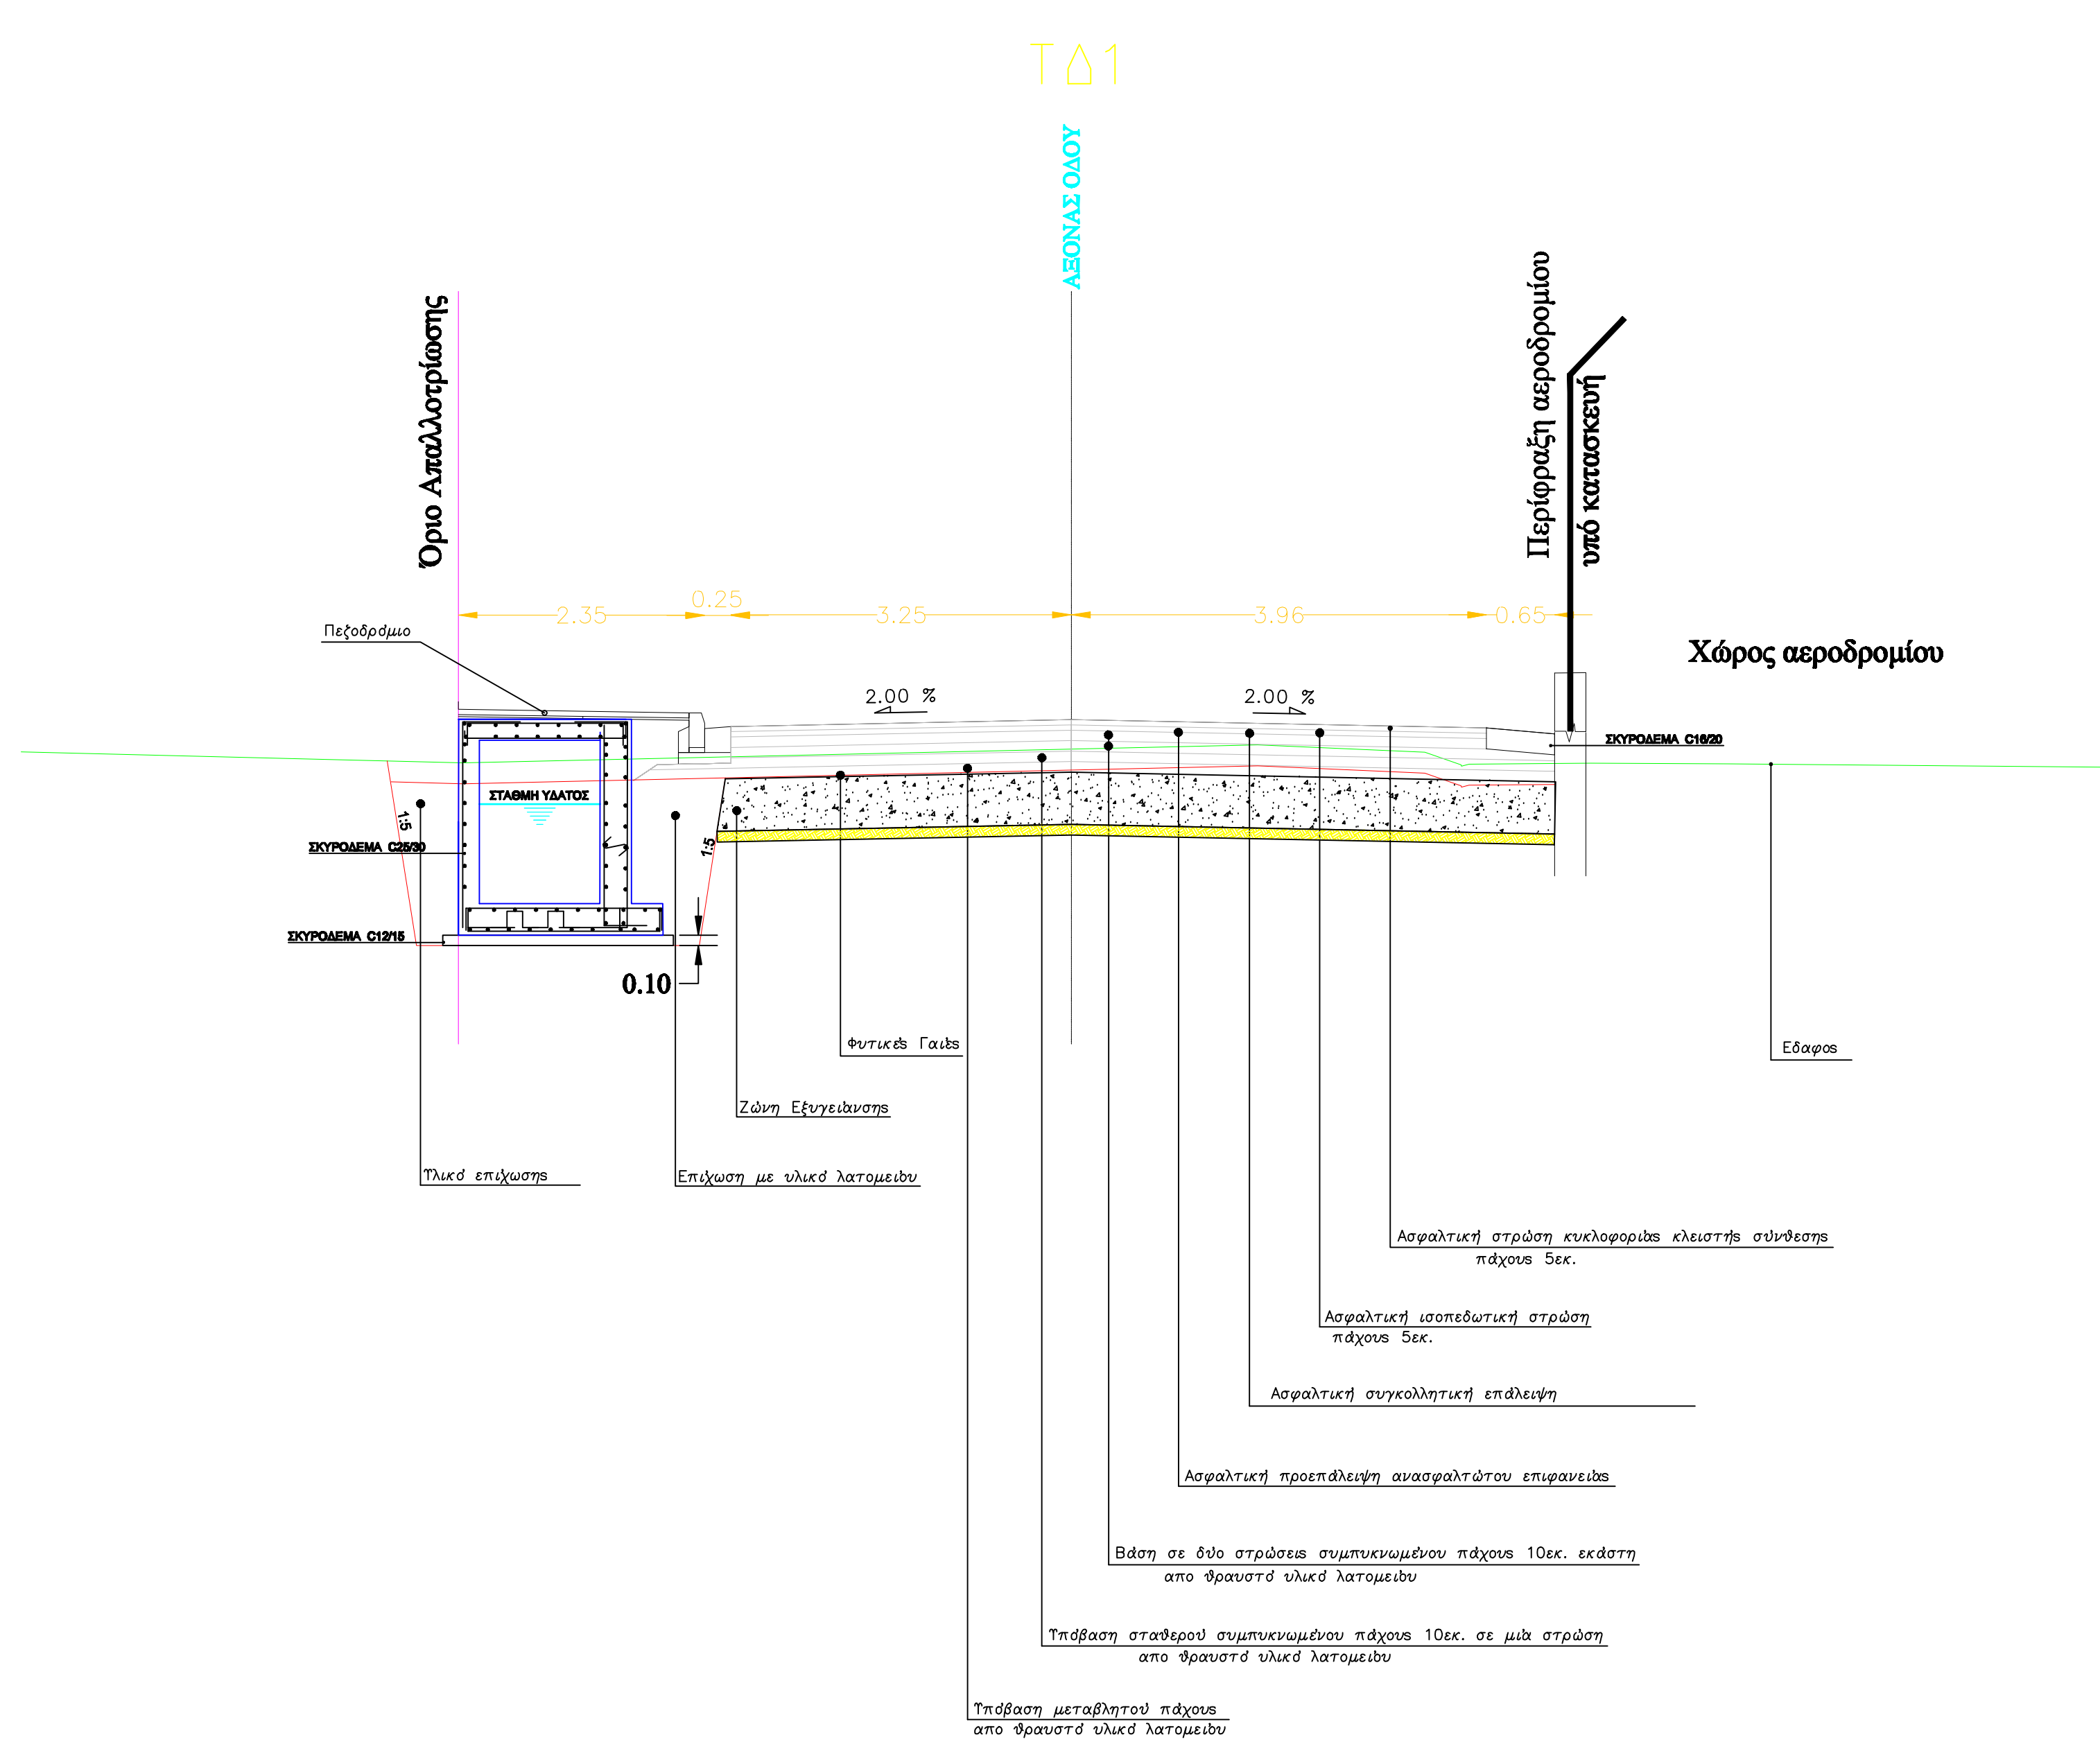 ΤΔ1
ΑΞΟΝΑΣ ΟΔΟΥ
Όριο Απαλλοτρίωσης
Περίφραξη αεροδρομίου
υπό κατασκευή
0.25
2.35
3.25
3.96
0.65
Πεζοδρόμιο
Χώρος αεροδρομίου
2.00 %
2.00 %
ΣΚΥΡΟΔΕΜΑ C16/20
ΣΤΑΘΜΗ ΥΔΑΤΟΣ
1:5
1:5
ΣΚΥΡΟΔΕΜΑ C25/30
ΣΚΥΡΟΔΕΜΑ C12/15
0.10
Φυτικές Γαιές
Εδαφος
Ζώνη Εξυγείανσης
Υλικό επίχωσης
Επίχωση με υλικό λατομείου
Ασφαλτική στρώση κυκλοφορίας κλειστής σύνθεσης
πάχους 5εκ.
Ασφαλτική ισοπεδωτική στρώση
πάχους 5εκ.
Ασφαλτική συγκολλητική επάλειψη
Ασφαλτική προεπάλειψη ανασφαλτώτου επιφανείας
Βάση σε δύο στρώσεις συμπυκνωμένου πάχους 10εκ. εκάστη
απο θραυστό υλικό λατομείου
Υπόβαση σταθερού συμπυκνωμένου πάχους 10εκ. σε μία στρώση
απο θραυστό υλικό λατομείου
Υπόβαση μεταβλητού πάχους
απο θραυστό υλικό λατομείου